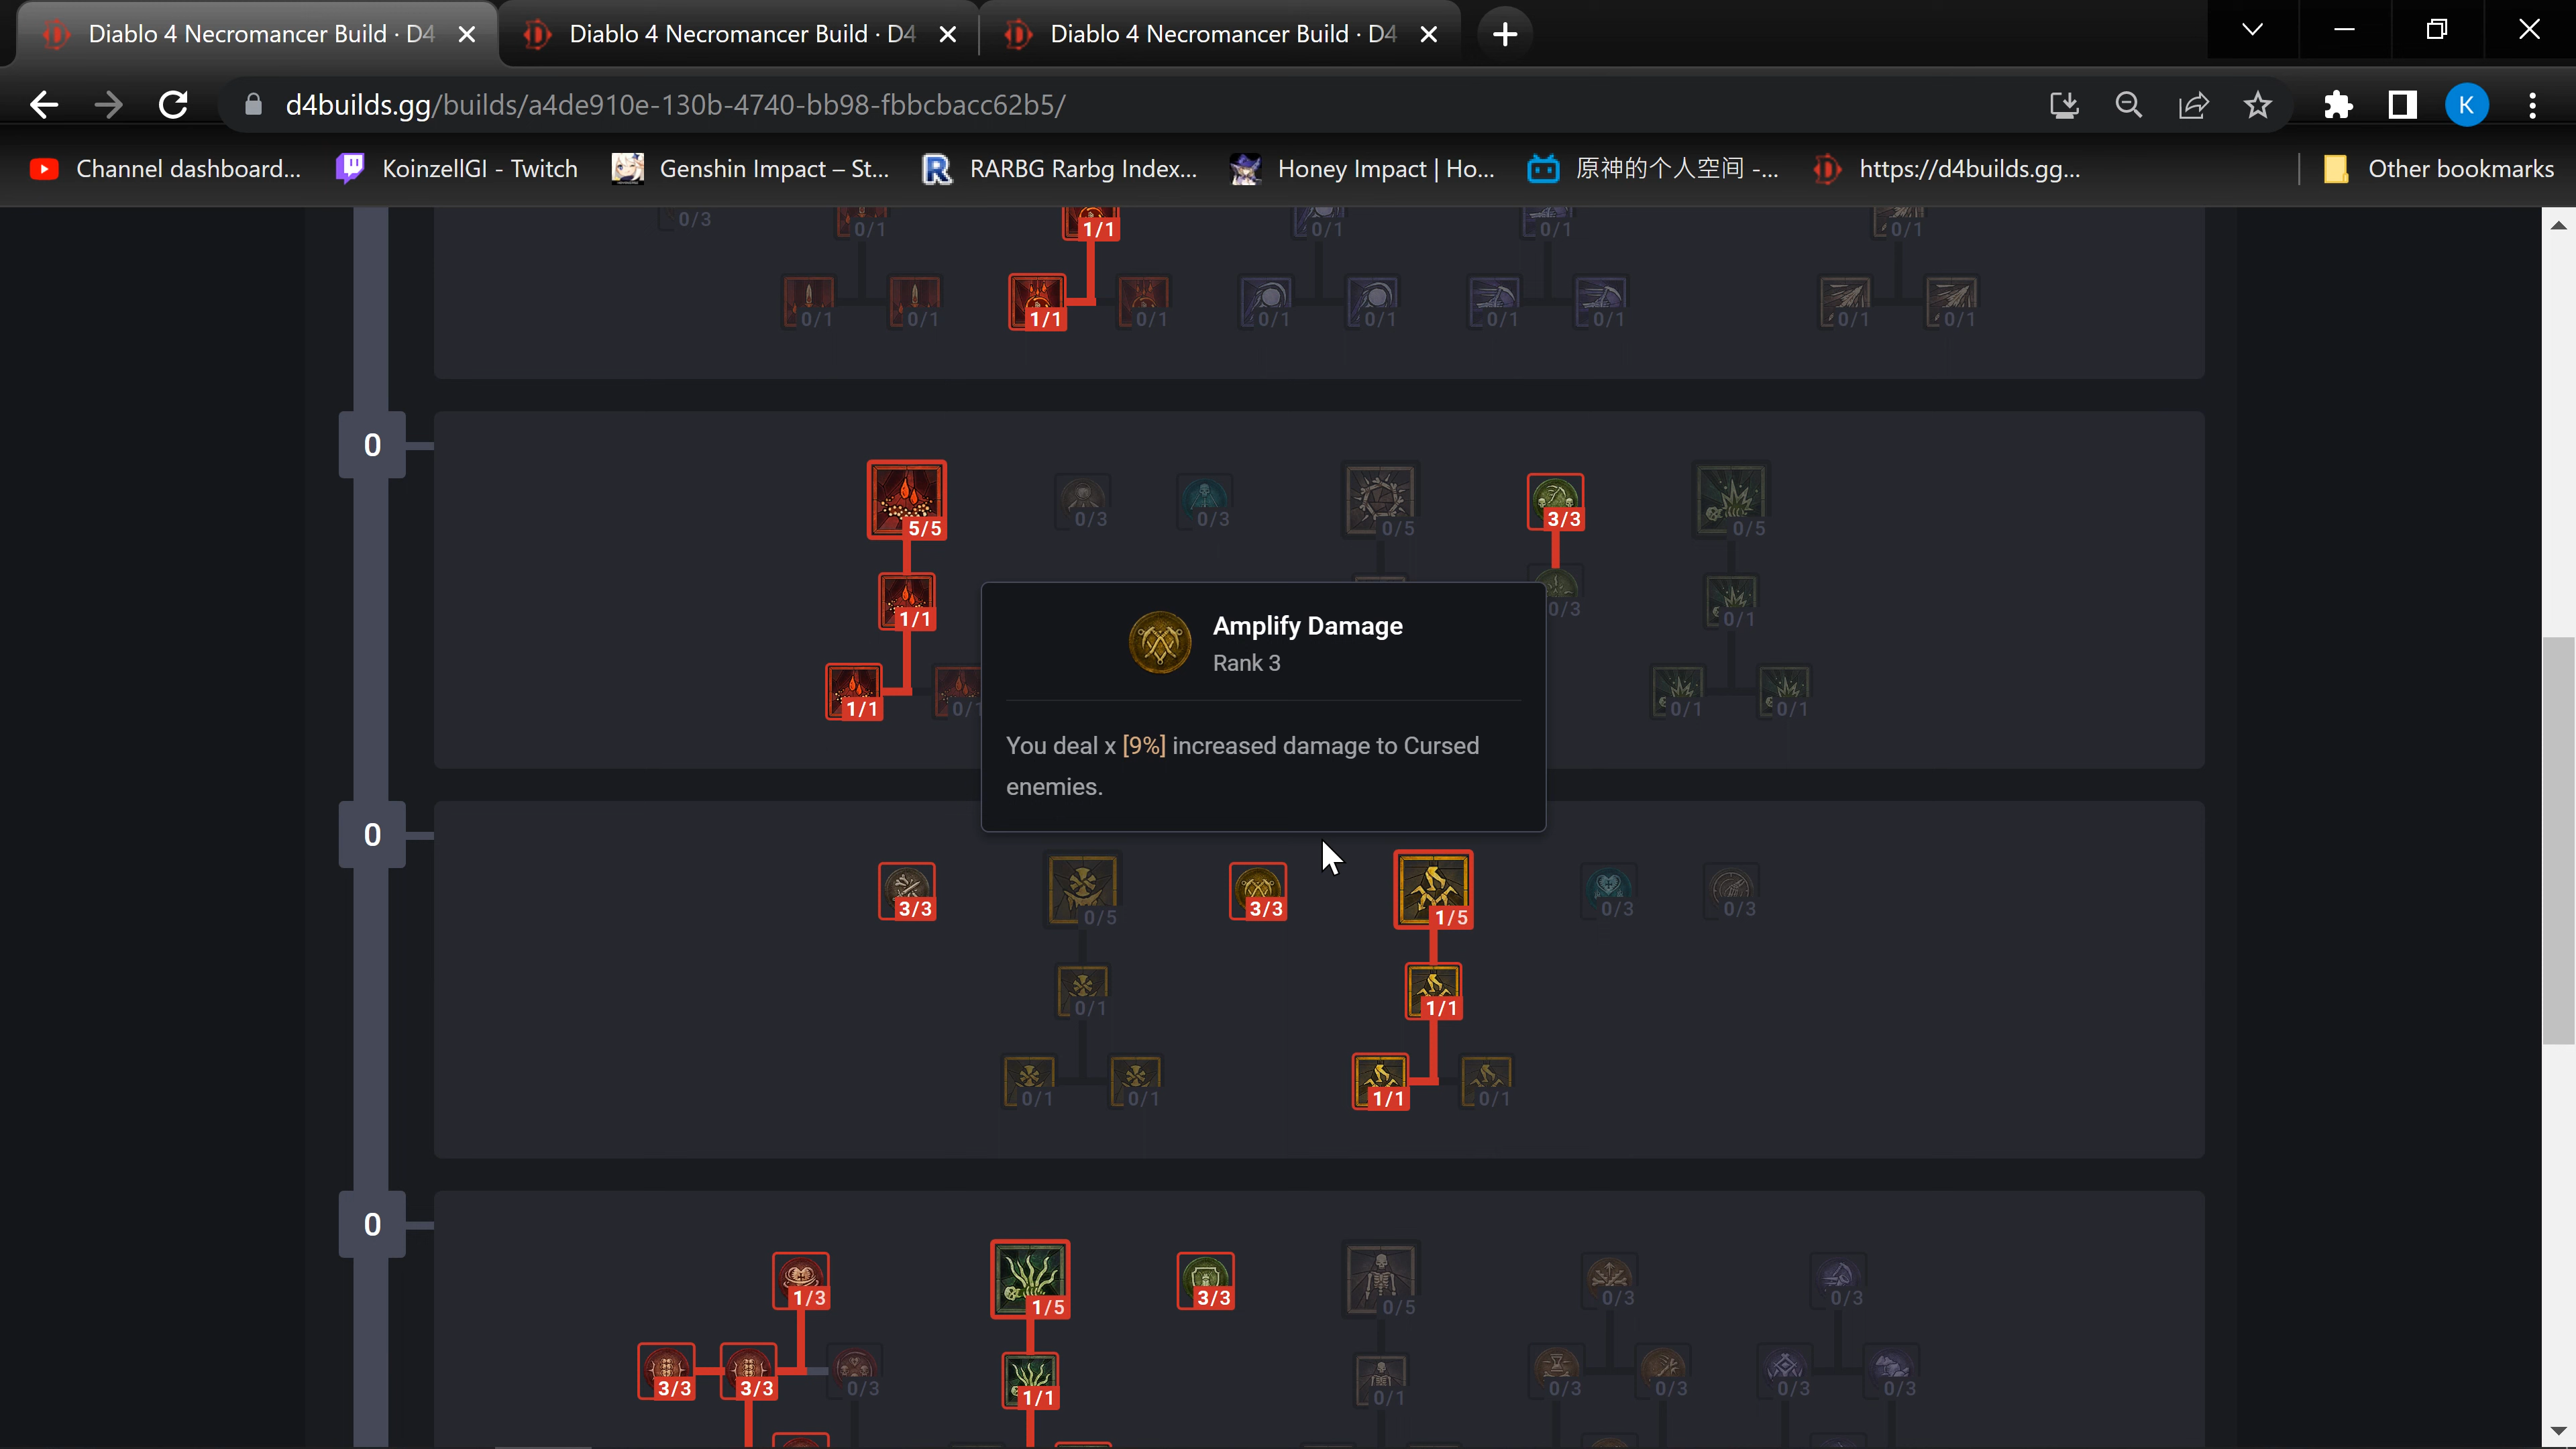 Diablo 4 Necromancer Build · D4
Diablo 4 Necromancer Build · D4
Diablo 4 Necromancer Build · D4
d4builds.gg/builds/a4de910e-130b-4740-bb98-fbbcbacc62b5/
K
Channel dashboard...
KoinzellGI - Twitch
Genshin Impact – St...
RARBG Rarbg Index...
Honey Impact | Ho...
原神的个人空间 -...
https://d4builds.gg...
Other bookmarks
0/3 0/1 1/1 0/1 0/1 0/1
0/1 0/1 1/1 0/1 0/1 0/1 0/1 0/1 0/1 0/1
0
5/5 0/3 0/3 0/5 3/3 0/5
1/1 0/3 0/1
1/1 0/1 0/1 0/1
Amplify Damage
Rank 3
You deal x [9%] increased damage to Cursed
enemies.
0
3/3 0/5 3/3 1/5 0/3 0/3
0/1 1/1
0/1 0/1 1/1 0/1
0
1/3 1/5 3/3 0/5 0/3 0/3
3/3 3/3 0/3 1/1 0/1 0/3 0/3 0/3 0/3